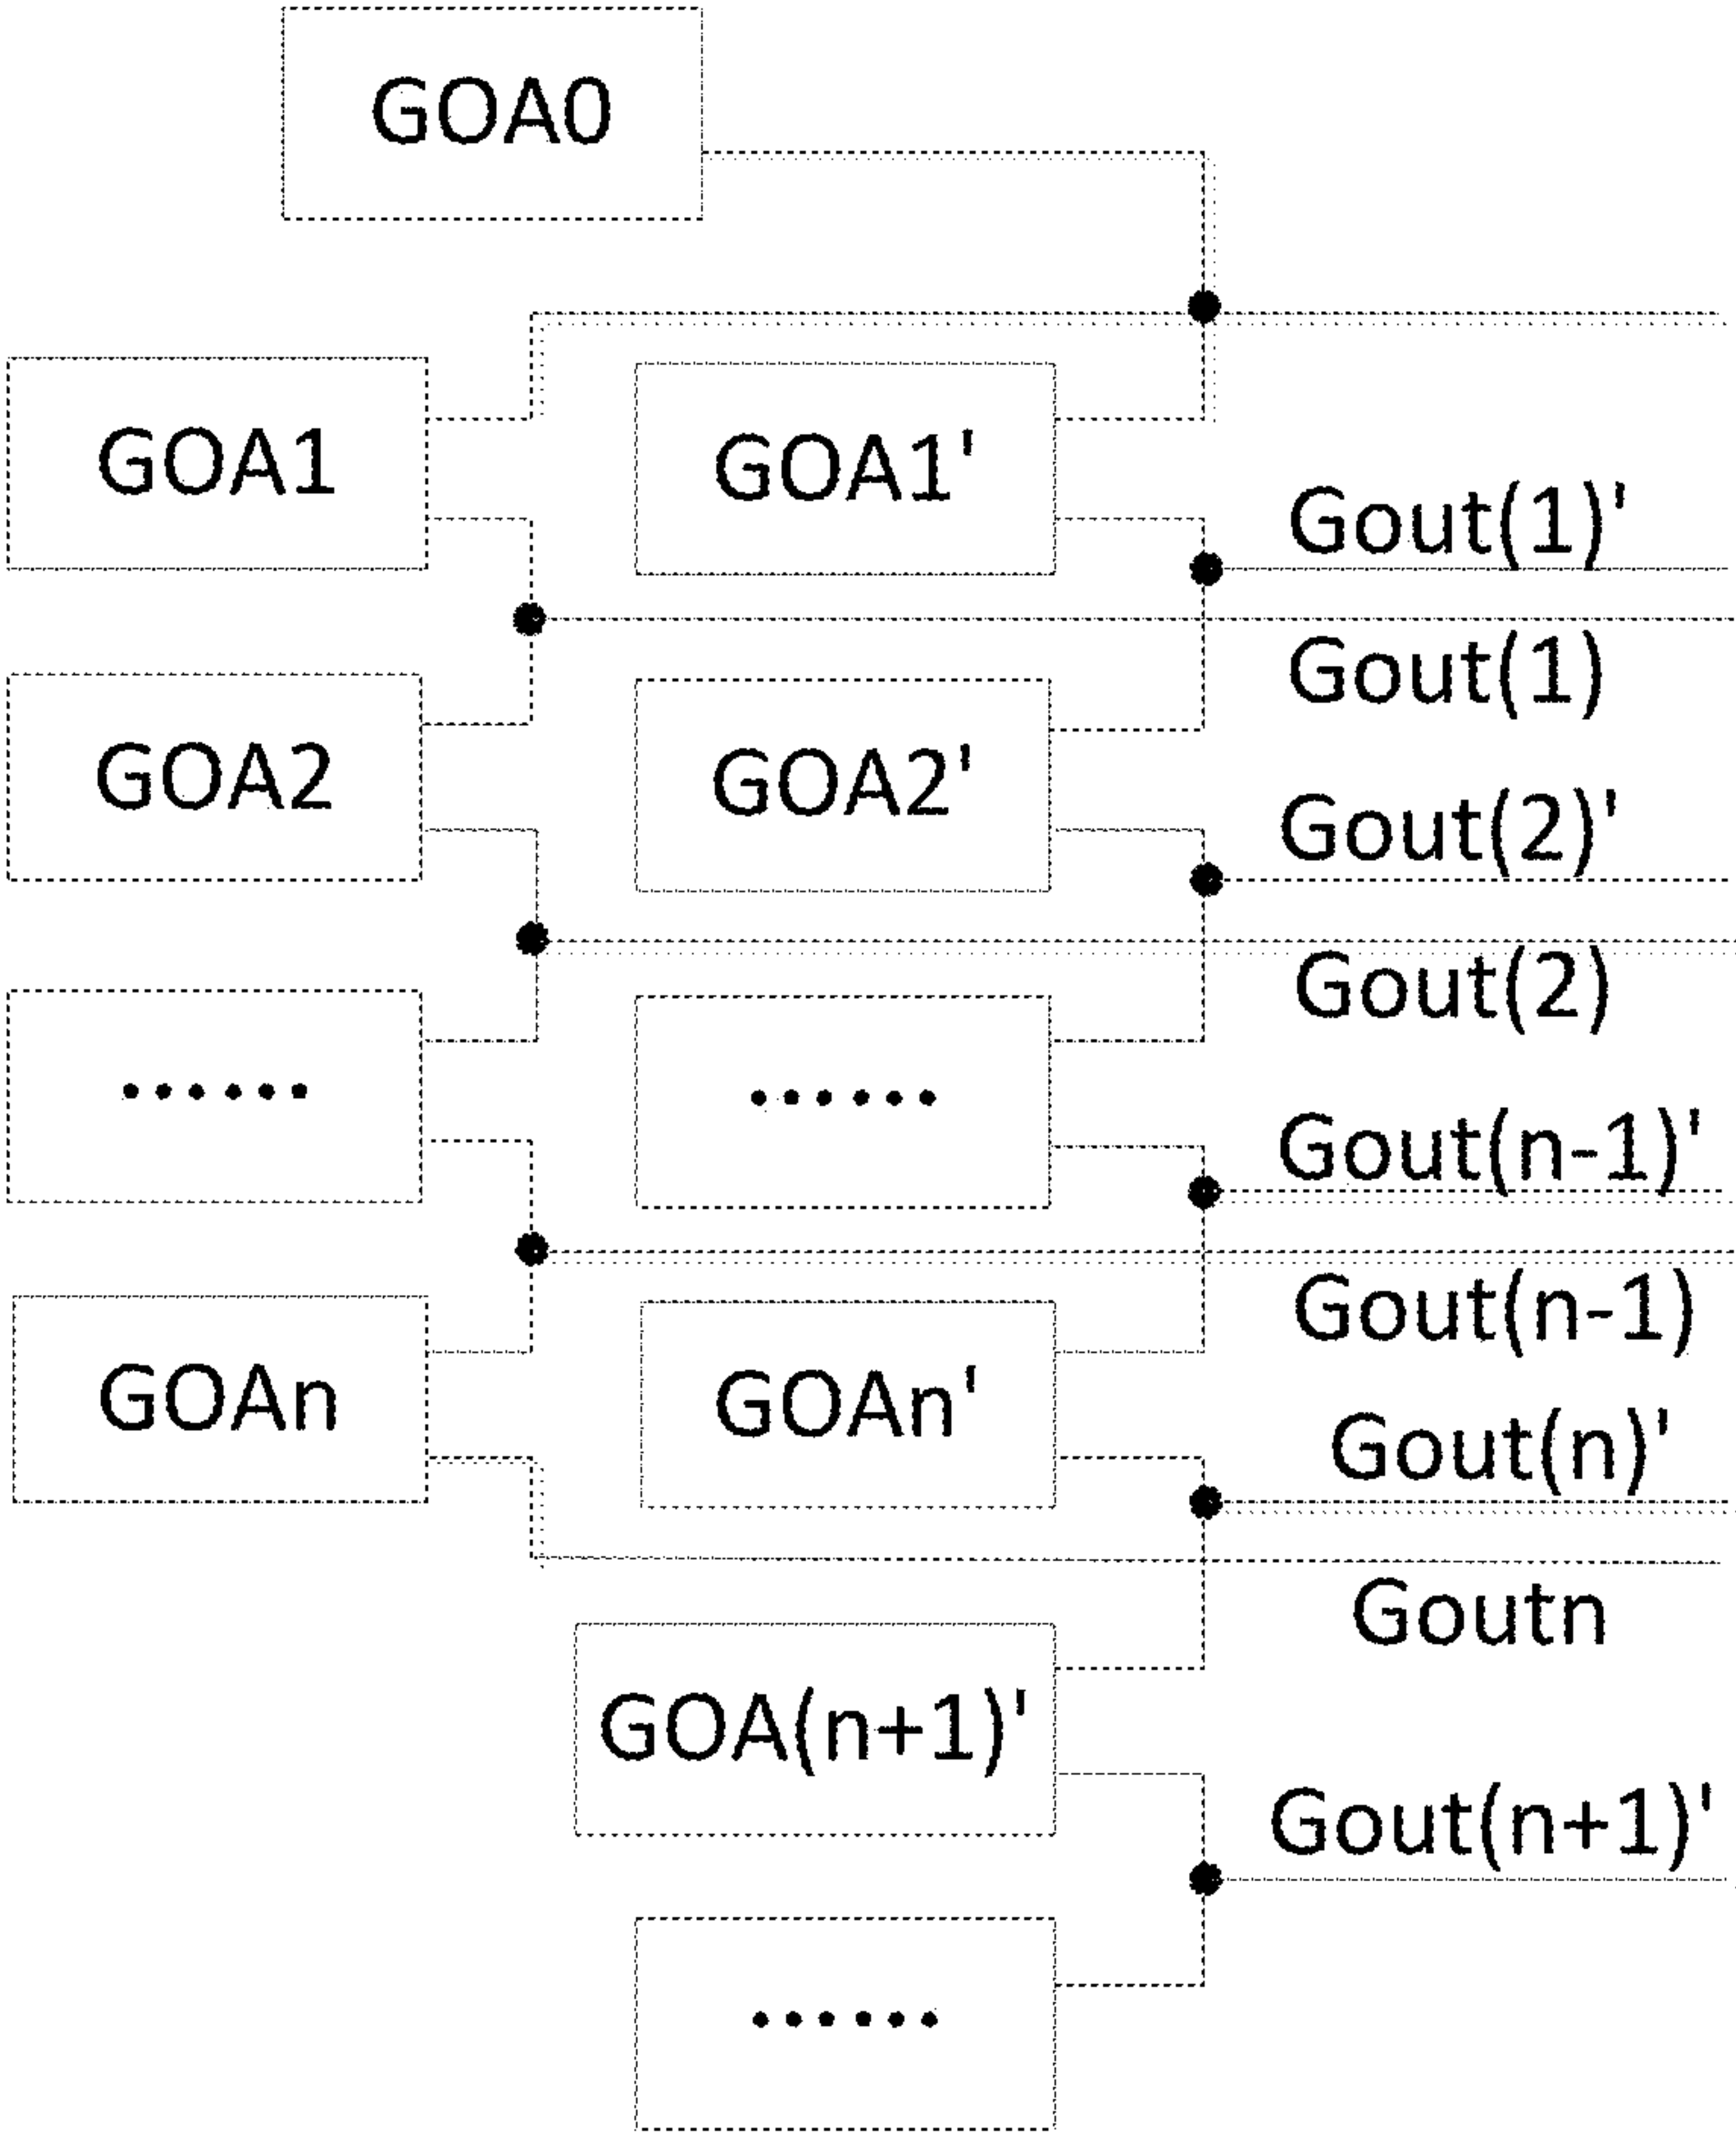 GOA0
GOA1 GOA1'
Gout(1)'
Gout(1)
GOA2 GOA2'
Gout(2)'
Gout(2)
...... ......
Gout(n-1)'
Gout(n-1)
GOAn GOAn'
Gout(n)'
Goutn
GOA(n+1)'
Gout(n+1)'
......